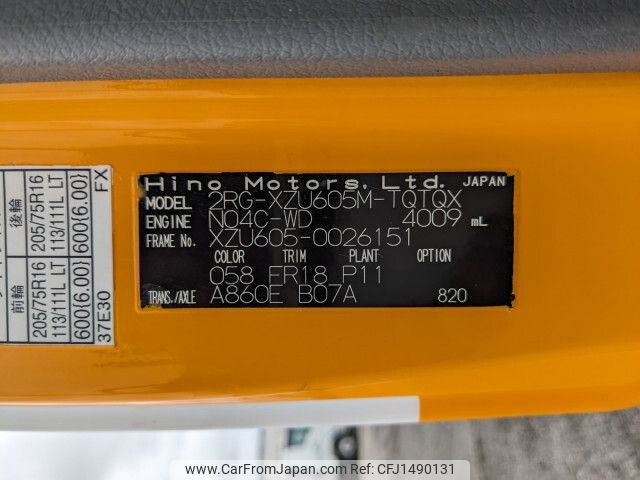 Hino Motors, Ltd. JAPAN
MODEL 2RG-XZU605M-TQTQX
ENGINE N04C-WD 4009 mL
FRAME No. XZU605-0026151
COLOR TRIM PLANT OPTION
058 FR18 P11
TRANS./AXLE A860E B07A 820
前輪 後輪
205/75R16 205/75R16
113/111L LT 113/111L LT
600(6.00) 600(6.00)
37E30 FX
www.CarFromJapan.com | © CarFromJapan | Ref No. CFJ1490131